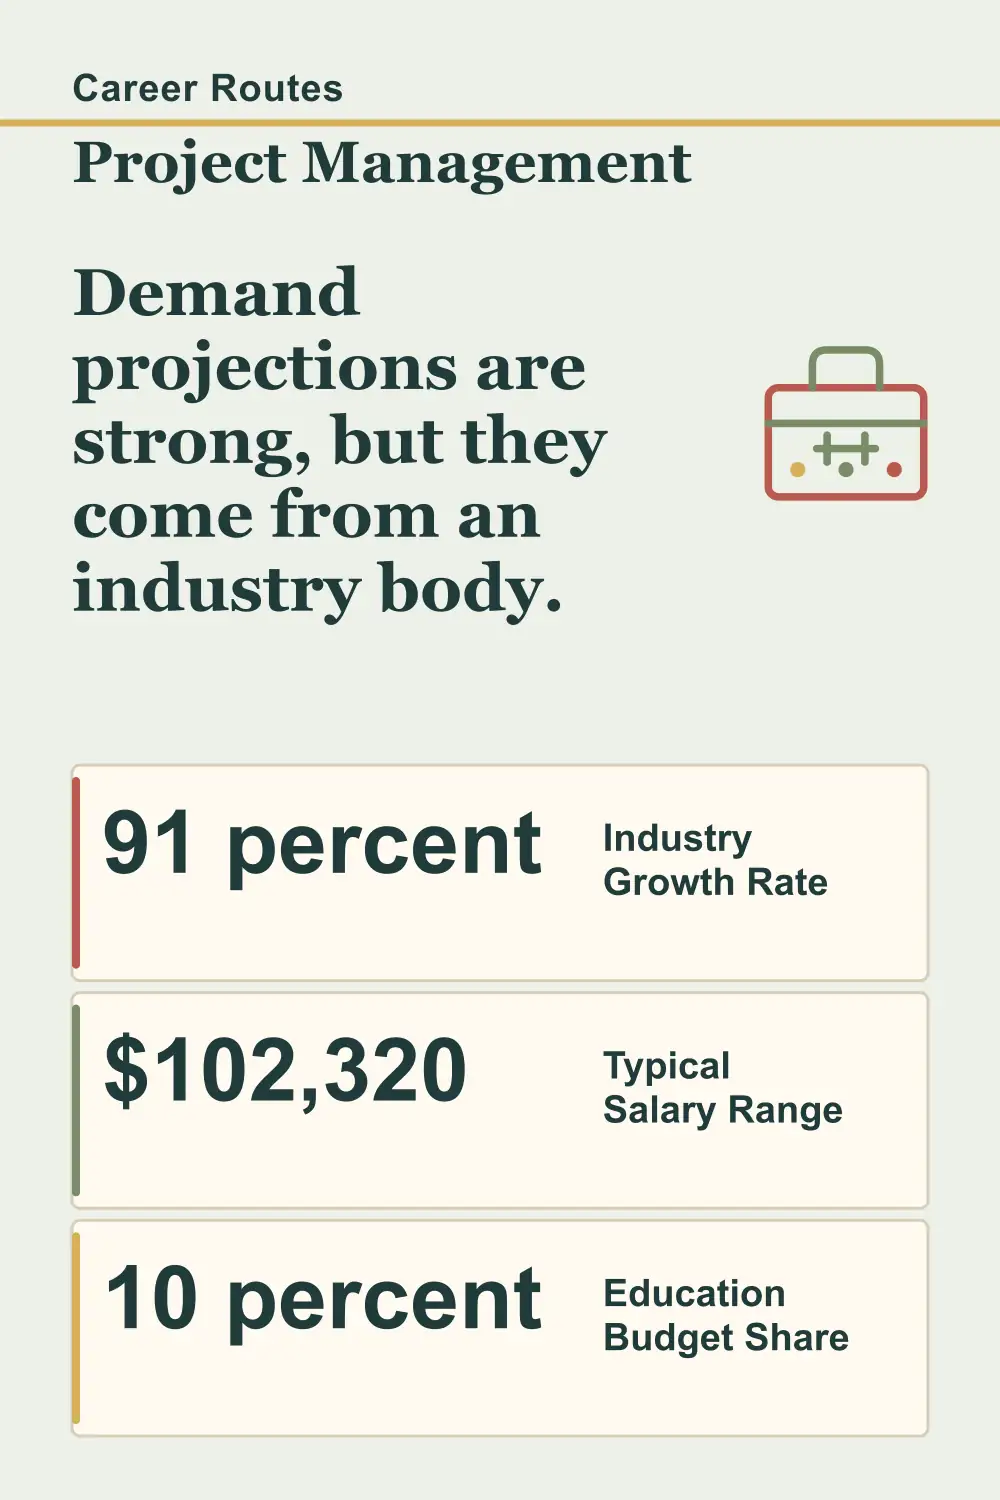 Career Routes
Project Management
Demand
projections are
strong, but they
come from an
industry body.
91 percent
Industry
Growth Rate
$102,320
Typical
Salary Range
10 percent
Education
Budget Share